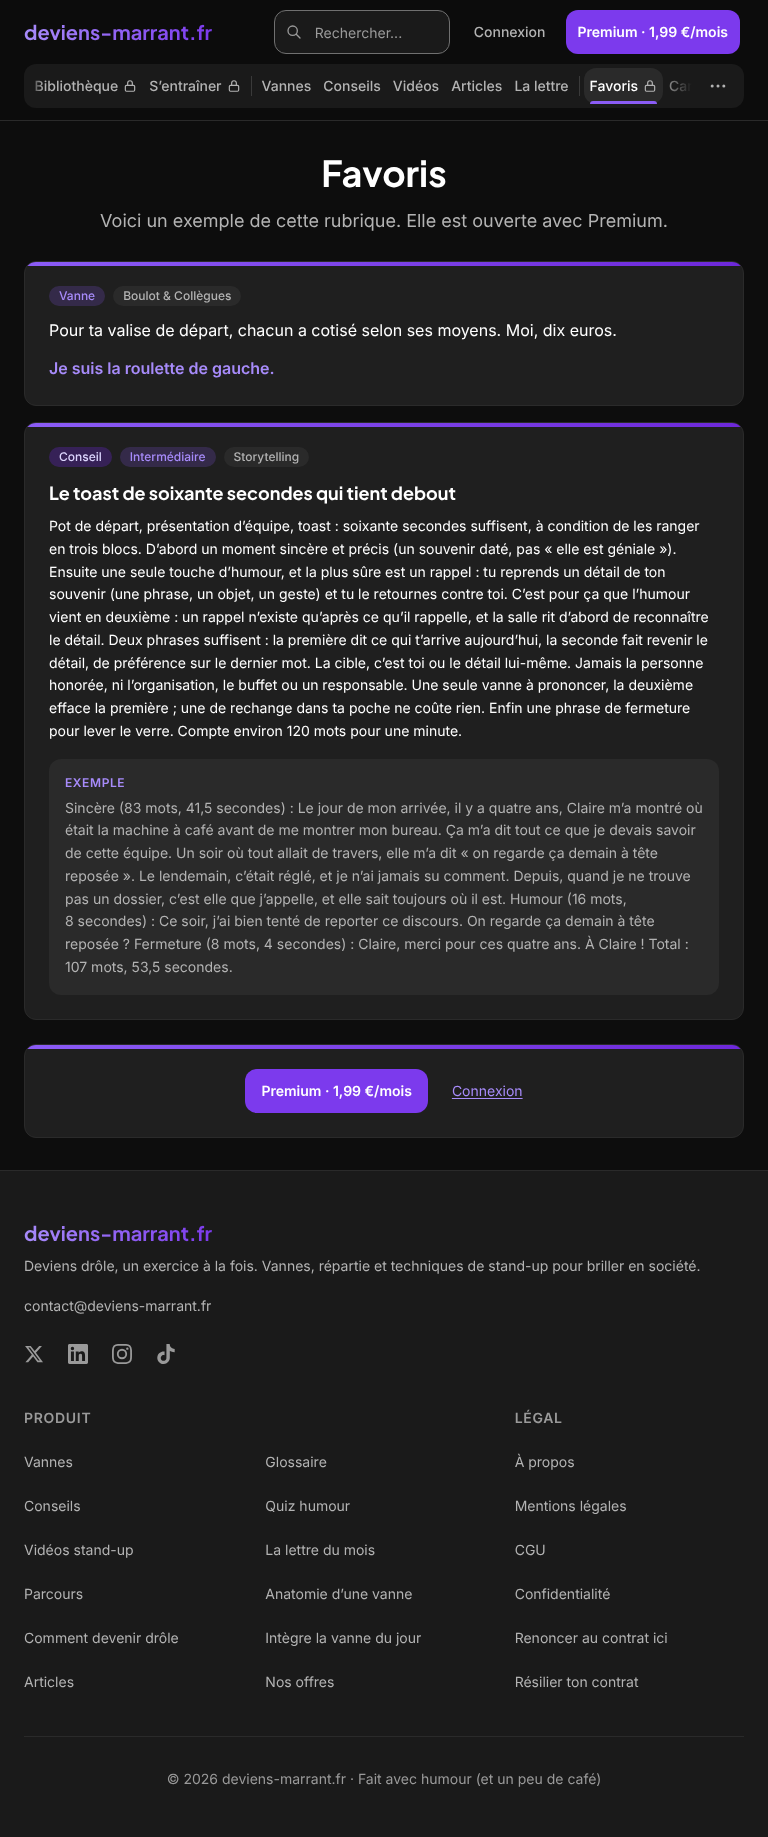 deviens-marrant.fr
Rechercher...
Connexion
Premium · 1,99 €/mois
Bibliothèque
S’entraîner
Vannes
Conseils
Vidéos
Articles
La lettre
Favoris
Favoris
Voici un exemple de cette rubrique. Elle est ouverte avec Premium.
Vanne
Boulot & Collègues
Pour ta valise de départ, chacun a cotisé selon ses moyens. Moi, dix euros.
Je suis la roulette de gauche.
Conseil
Intermédiaire
Storytelling
Le toast de soixante secondes qui tient debout
Pot de départ, présentation d’équipe, toast : soixante secondes suffisent, à condition de les ranger
en trois blocs. D’abord un moment sincère et précis (un souvenir daté, pas « elle est géniale »).
Ensuite une seule touche d’humour, et la plus sûre est un rappel : tu reprends un détail de ton
souvenir (une phrase, un objet, un geste) et tu le retournes contre toi. C’est pour ça que l’humour
vient en deuxième : un rappel n’existe qu’après ce qu’il rappelle, et la salle rit d’abord de reconnaître
le détail. Deux phrases suffisent : la première dit ce qui t’arrive aujourd’hui, la seconde fait revenir le
détail, de préférence sur le dernier mot. La cible, c’est toi ou le détail lui-même. Jamais la personne
honorée, ni l’organisation, le buffet ou un responsable. Une seule vanne à prononcer, la deuxième
efface la première ; une de rechange dans ta poche ne coûte rien. Enfin une phrase de fermeture
pour lever le verre. Compte environ 120 mots pour une minute.
EXEMPLE
Sincère (83 mots, 41,5 secondes) : Le jour de mon arrivée, il y a quatre ans, Claire m’a montré où
était la machine à café avant de me montrer mon bureau. Ça m’a dit tout ce que je devais savoir
de cette équipe. Un soir où tout allait de travers, elle m’a dit « on regarde ça demain à tête
reposée ». Le lendemain, c’était réglé, et je n’ai jamais su comment. Depuis, quand je ne trouve
pas un dossier, c’est elle que j’appelle, et elle sait toujours où il est. Humour (16 mots,
8 secondes) : Ce soir, j’ai bien tenté de reporter ce discours. On regarde ça demain à tête
reposée ? Fermeture (8 mots, 4 secondes) : Claire, merci pour ces quatre ans. À Claire ! Total :
107 mots, 53,5 secondes.
Premium · 1,99 €/mois
Connexion
deviens-marrant.fr
Deviens drôle, un exercice à la fois. Vannes, répartie et techniques de stand-up pour briller en société.
contact@deviens-marrant.fr
PRODUIT
Vannes
Conseils
Vidéos stand-up
Parcours
Comment devenir drôle
Articles
Glossaire
Quiz humour
La lettre du mois
Anatomie d’une vanne
Intègre la vanne du jour
Nos offres
LÉGAL
À propos
Mentions légales
CGU
Confidentialité
Renoncer au contrat ici
Résilier ton contrat
© 2026 deviens-marrant.fr · Fait avec humour (et un peu de café)